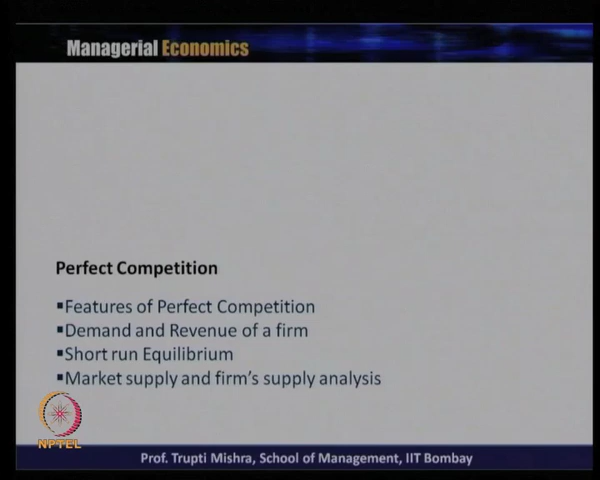 Managerial Economics
Perfect Competition
▪Features of Perfect Competition
▪Demand and Revenue of a firm
▪Short run Equilibrium
▪Market supply and firm's supply analysis
NPTEL
Prof. Trupti Mishra, School of Management, IIT Bombay